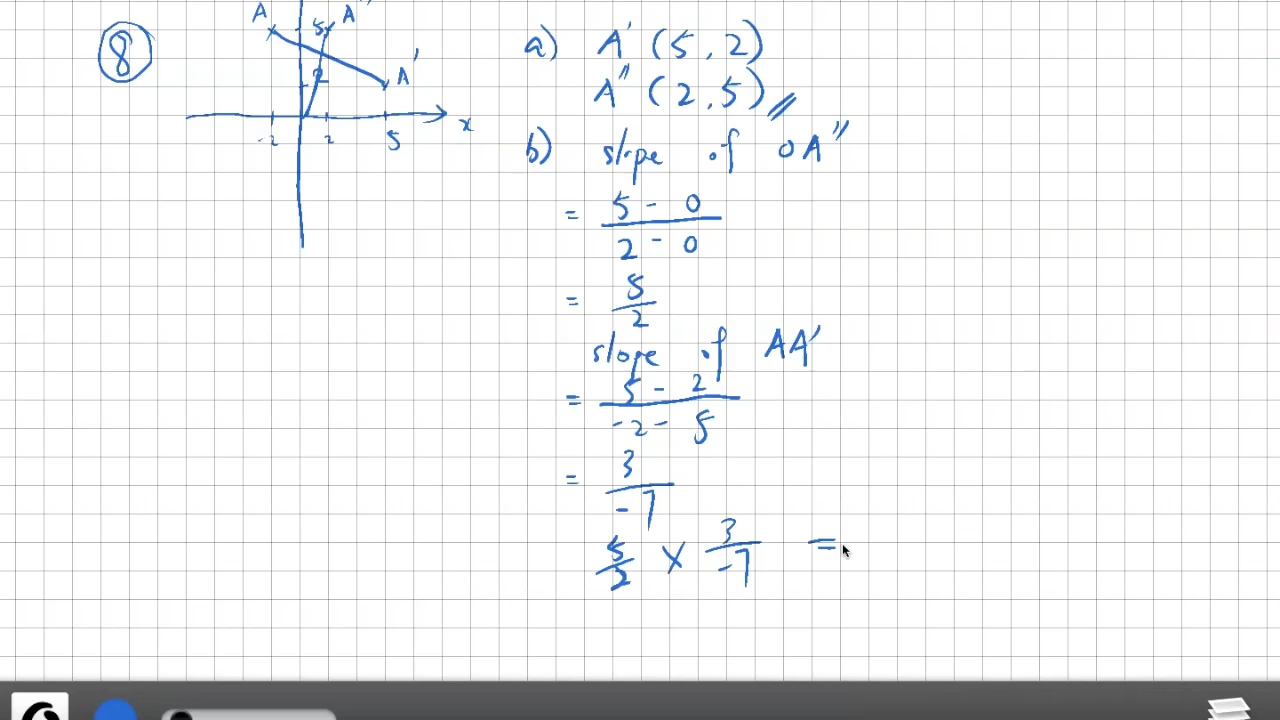 8
A
A"
5
2
A'
-2
2
5
x
a) A' (5, 2)
A" (2, 5)
b) slope of OA"
= 5 - 0
2 - 0
= 5
2
slope of AA'
= 5 - 2
-2 - 5
= 3
-7
5/2 × 3/-7 =